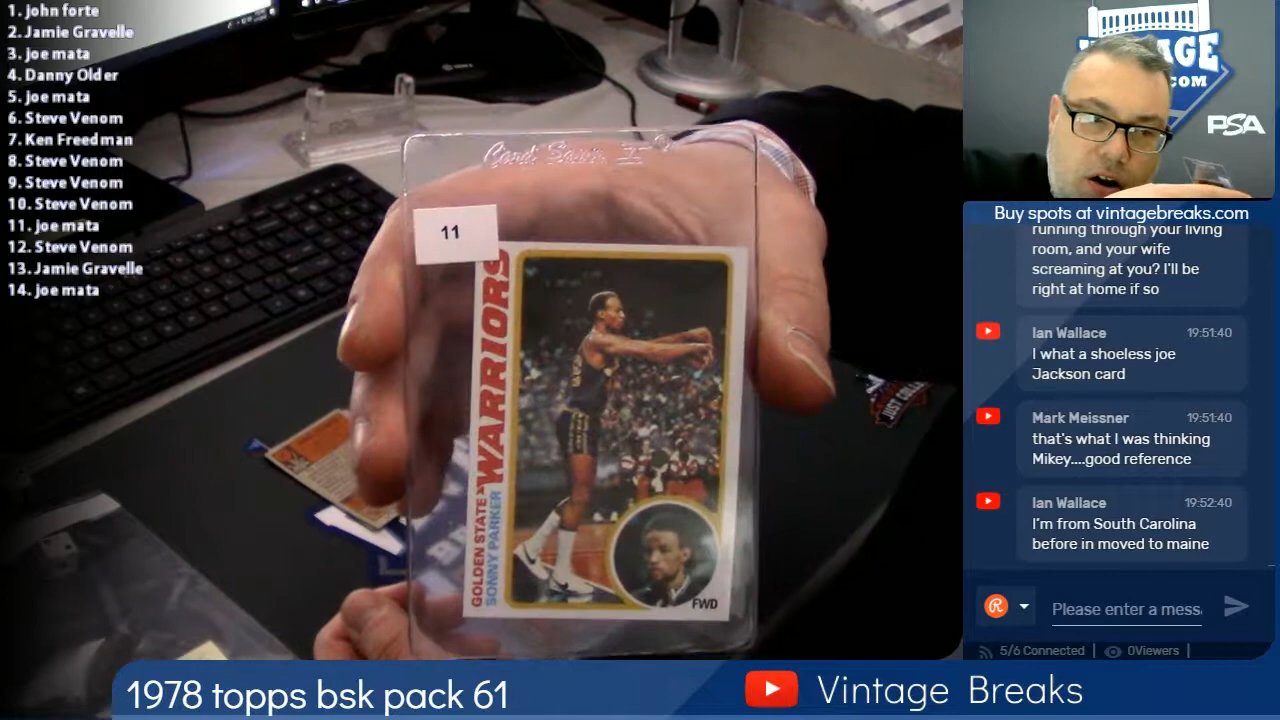 1. john forte
2. Jamie Gravelle
3. joe mata
4. Danny Older
5. joe mata
6. Steve Venom
7. Ken Freedman
8. Steve Venom
9. Steve Venom
10. Steve Venom
11. joe mata
12. Steve Venom
13. Jamie Gravelle
14. joe mata
11
GOLDEN STATE WARRIORS
SONNY PARKER
FWD
PSA
Buy spots at vintagebreaks.com
running through your living
room, and your wife
screaming at you? I'll be
right at home if so
Ian Wallace 19:51:40
I what a shoeless joe
Jackson card
Mark Meissner 19:51:40
that's what I was thinking
Mikey....good reference
Ian Wallace 19:52:40
I'm from South Carolina
before in moved to maine
Please enter a mess
5/6 Connected | 0Viewers |
1978 topps bsk pack 61
Vintage Breaks